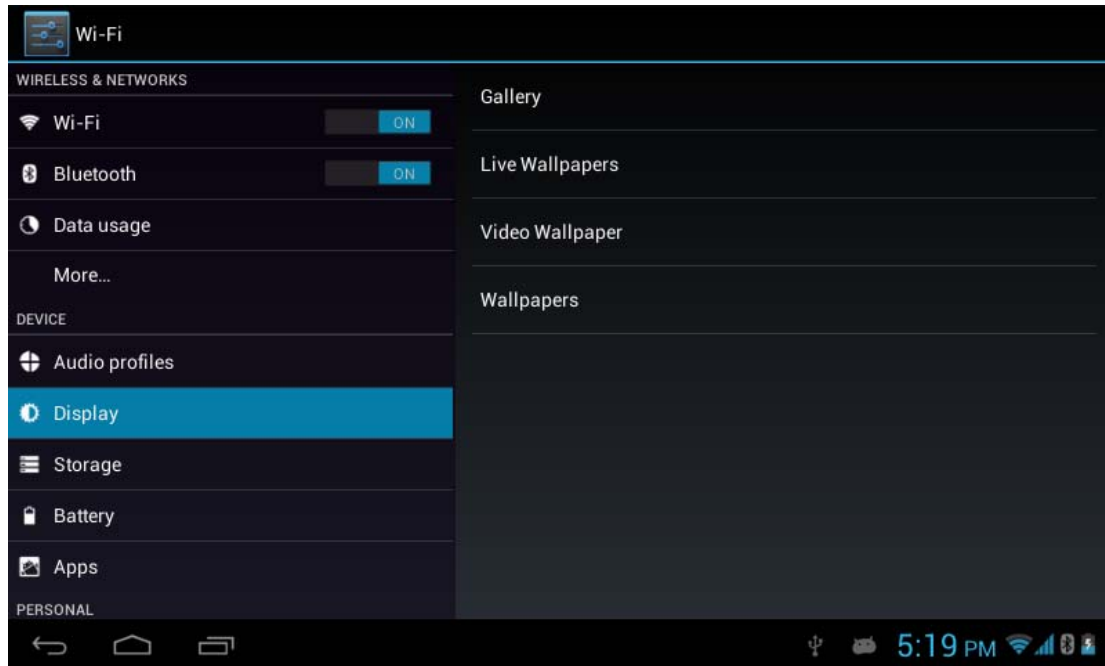 Wi-Fi
WIRELESS & NETWORKS
Wi-Fi ON
Bluetooth ON
Data usage
More...
DEVICE
Audio profiles
Display
Storage
Battery
Apps
PERSONAL
Gallery
Live Wallpapers
Video Wallpaper
Wallpapers
5:19 PM